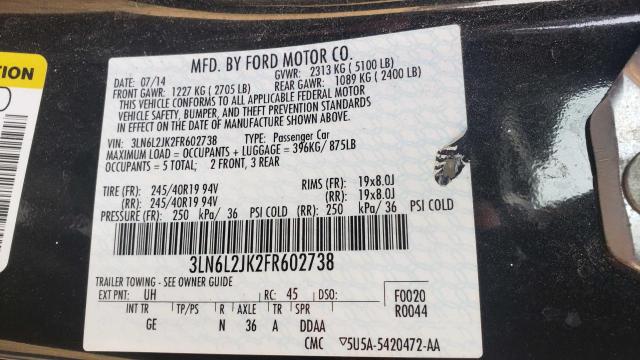 TION
MFD. BY FORD MOTOR CO.
DATE: 07/14 GVWR: 2313 KG ( 5100 LB)
FRONT GAWR: 1227 KG ( 2705 LB) REAR GAWR: 1089 KG ( 2400 LB)
THIS VEHICLE CONFORMS TO ALL APPLICABLE FEDERAL MOTOR
VEHICLE SAFETY, BUMPER, AND THEFT PREVENTION STANDARDS
IN EFFECT ON THE DATE OF MANUFACTURE SHOWN ABOVE.
VIN: 3LN6L2JK2FR602738 TYPE: Passenger Car
MAXIMUM LOAD = OCCUPANTS + LUGGAGE = 396KG/ 875LB
OCCUPANTS = 5 TOTAL; 2 FRONT, 3 REAR
TIRE (FR): 245/40R19 94V RIMS (FR): 19x8.0J
(RR): 245/40R19 94V (RR): 19x8.0J
PRESSURE (FR) 250 kPa/ 36 PSI COLD (RR) 250 kPa/ 36 PSI COLD
3LN6L2JK2FR602738
TRAILER TOWING - SEE OWNER GUIDE
EXT PNT: UH RC: 45 DSO: F0020
INT TR TP/PS R AXLE TR SPR R0044
GE N 36 A DDAA
CMC ▽5U5A-5420472-AA